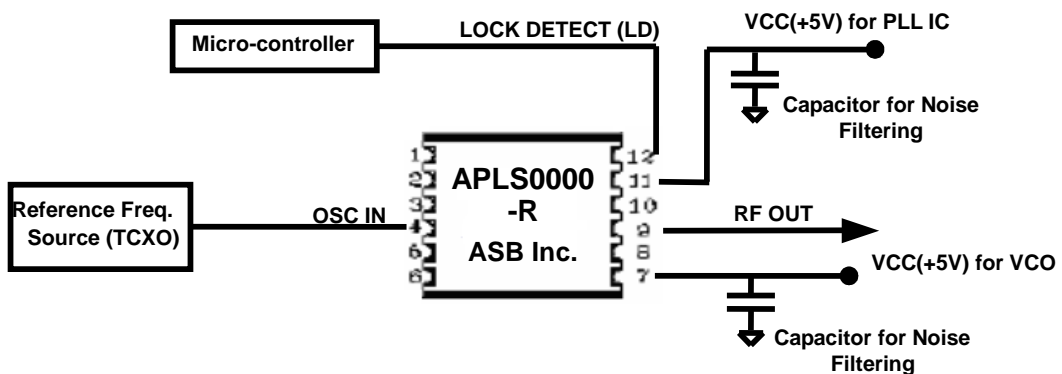 VCC(+5V) for PLL IC
Micro-controller
LOCK DETECT (LD)
Capacitor for Noise
Filtering
1
2
3
4
5
6
12
11
10
9
8
7
APLS0000
-R
ASB Inc.
Reference Freq.
Source (TCXO)
OSC IN
RF OUT
VCC(+5V) for VCO
Capacitor for Noise
Filtering